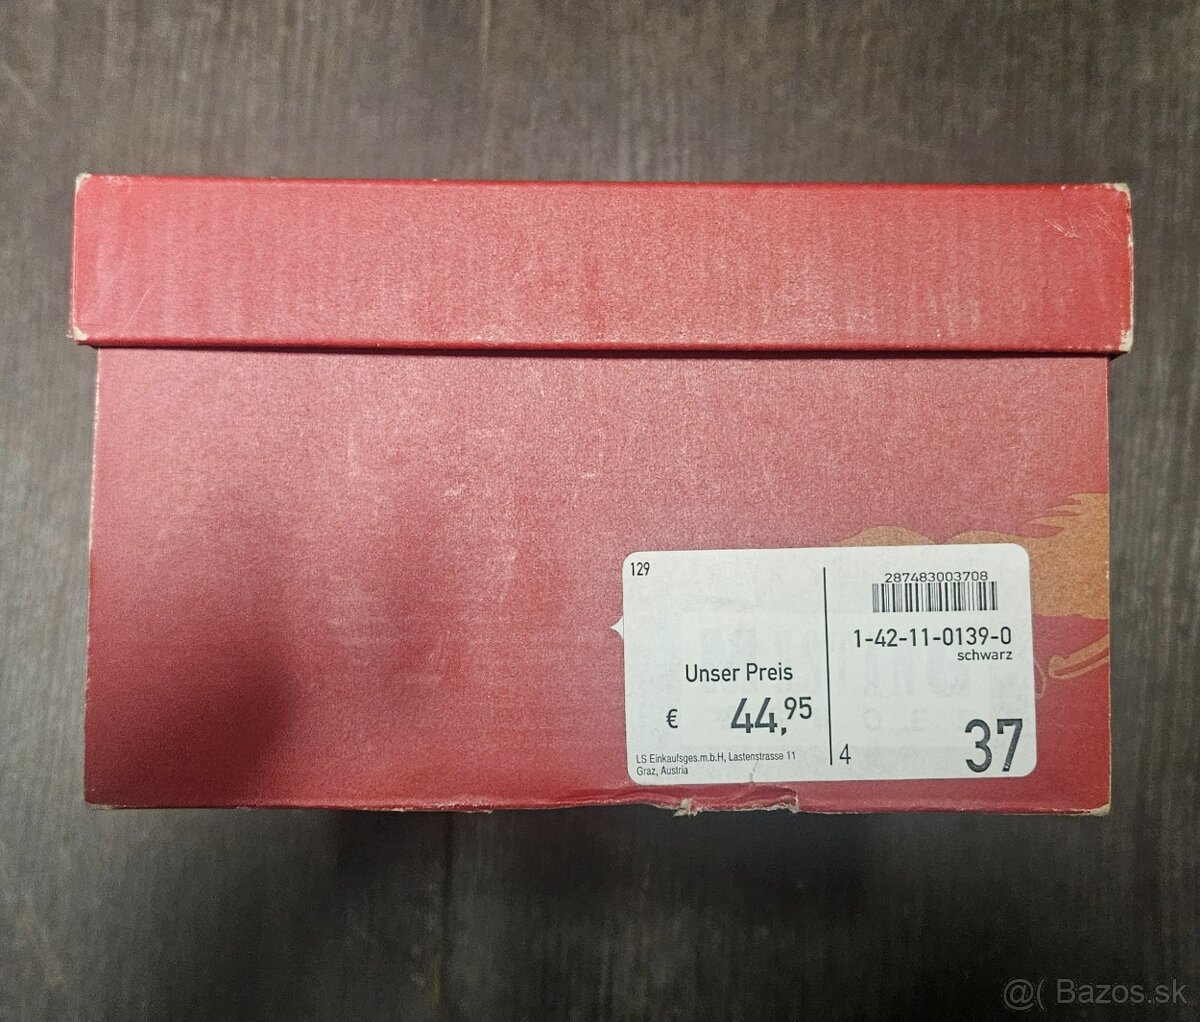 129
287483003708
1-42-11-0139-0
schwarz
Unser Preis
€ 44,95
LS Einkaufsges.m.b.H, Lastenstrasse 11
Graz, Austria
4
37
@( Bazos.sk